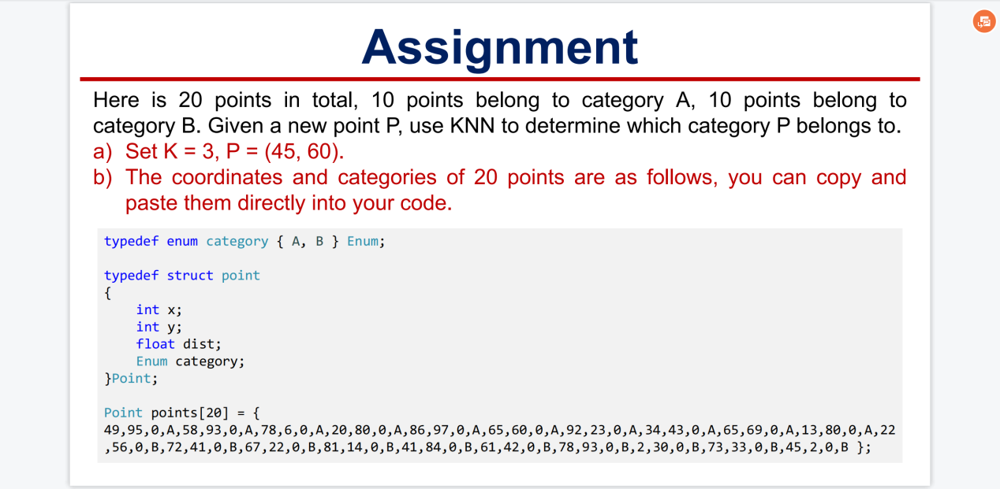 Assignment
Here is 20 points in total, 10 points belong to category A, 10 points belong to
category B. Given a new point P, use KNN to determine which category P belongs to.
a) Set K = 3, P = (45, 60).
b) The coordinates and categories of 20 points are as follows, you can copy and
paste them directly into your code.
typedef enum category { A, B } Enum;
typedef struct point
{
int x;
int y;
float dist;
Enum category;
}Point;
Point points[20] = {
49,95,0,A,58,93,0,A,78,6,0,A,20,80,0,A,86,97,0,A,65,60,0,A,92,23,0,A,34,43,0,A,65,69,0,A,13,80,0,A,22
,56,0,B,72,41,0,B,67,22,0,B,81,14,0,B,41,84,0,B,61,42,0,B,78,93,0,B,2,30,0,B,73,33,0,B,45,2,0,B };